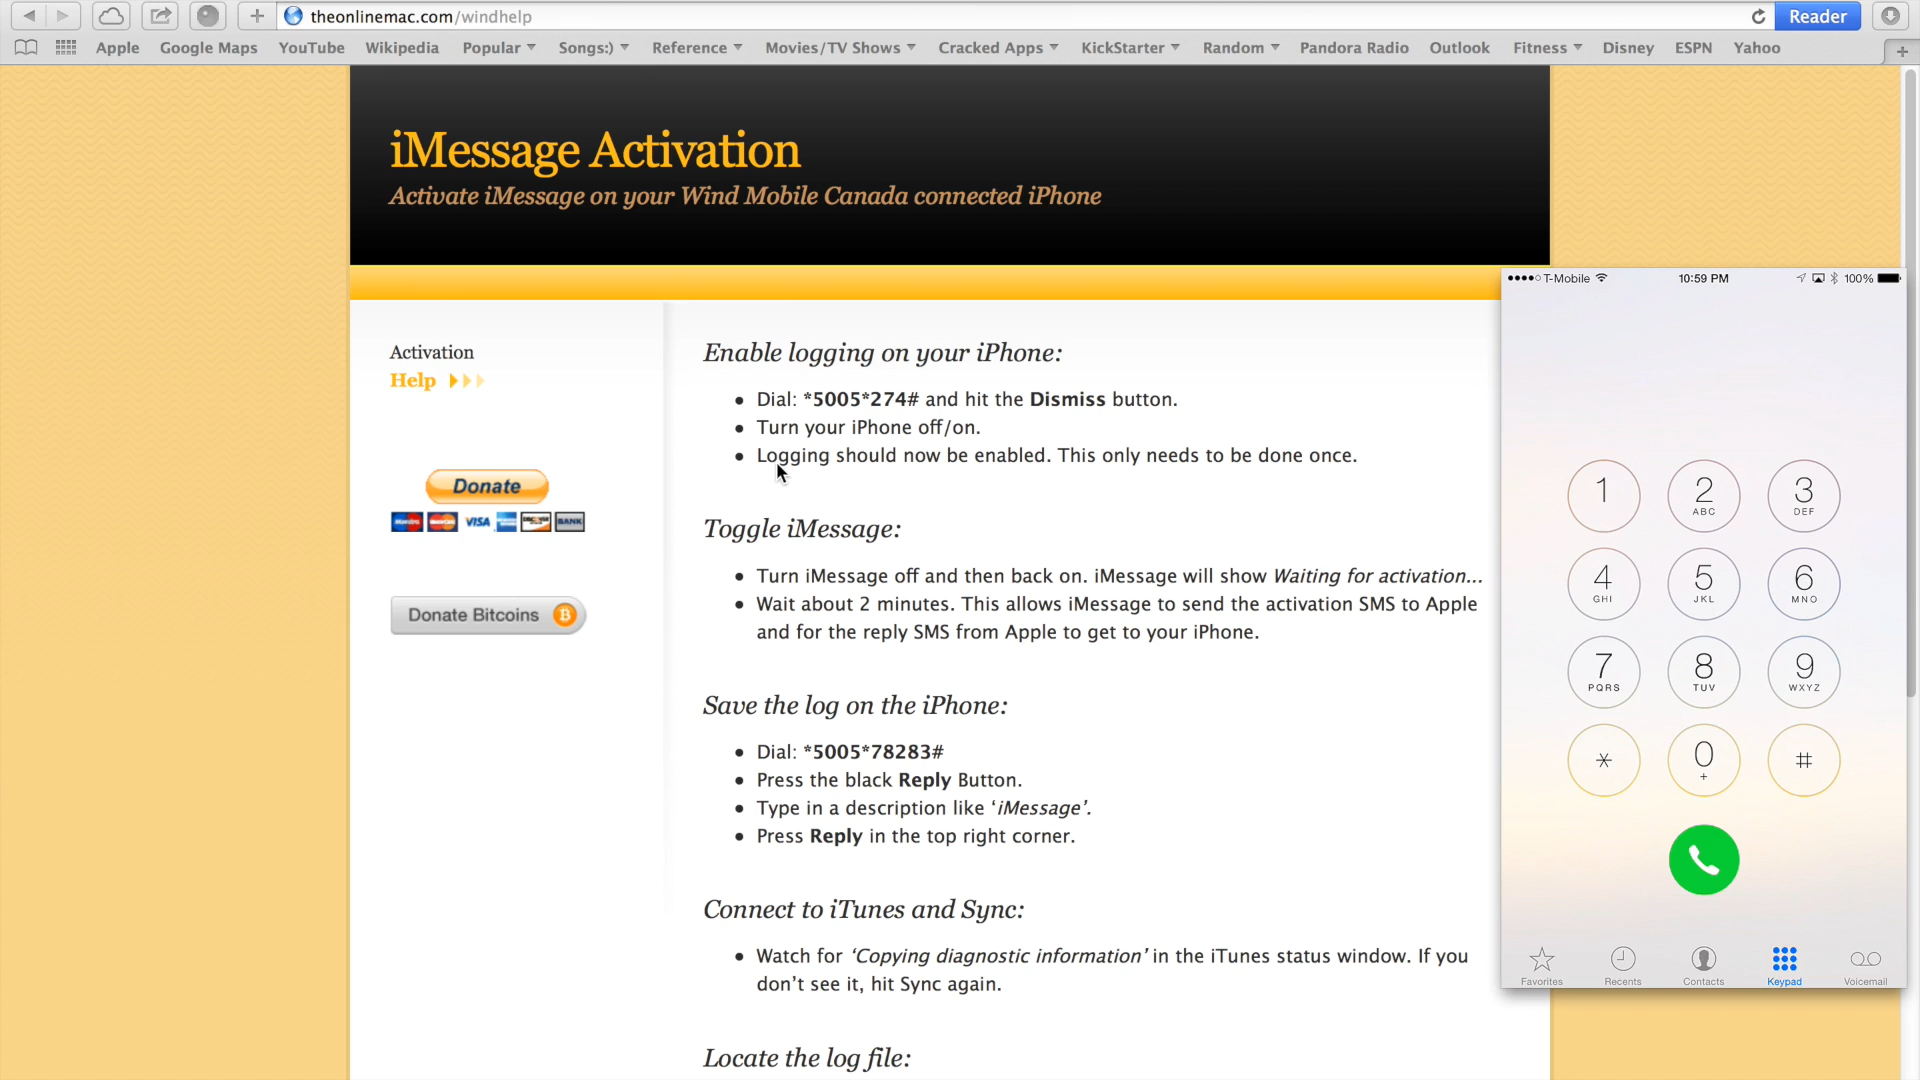 theonlinemac.com/windhelp
Reader
Apple Google Maps YouTube Wikipedia Popular Songs:) Reference Movies/TV Shows Cracked Apps KickStarter Random Pandora Radio Outlook Fitness Disney ESPN Yahoo
iMessage Activation
Activate iMessage on your Wind Mobile Canada connected iPhone
Activation
Help
Donate
VISA BANK
Donate Bitcoins
Enable logging on your iPhone:
Dial: *5005*274# and hit the Dismiss button.
Turn your iPhone off/on.
Logging should now be enabled. This only needs to be done once.
Toggle iMessage:
Turn iMessage off and then back on. iMessage will show Waiting for activation...
Wait about 2 minutes. This allows iMessage to send the activation SMS to Apple
and for the reply SMS from Apple to get to your iPhone.
Save the log on the iPhone:
Dial: *5005*78283#
Press the black Reply Button.
Type in a description like ‘iMessage’.
Press Reply in the top right corner.
Connect to iTunes and Sync:
Watch for ‘Copying diagnostic information’ in the iTunes status window. If you
don’t see it, hit Sync again.
Locate the log file:
T-Mobile 10:59 PM 100%
1 2 3
ABC DEF
4 5 6
GHI JKL MNO
7 8 9
PQRS TUV WXYZ
* 0 #
+
Favorites Recents Contacts Keypad Voicemail